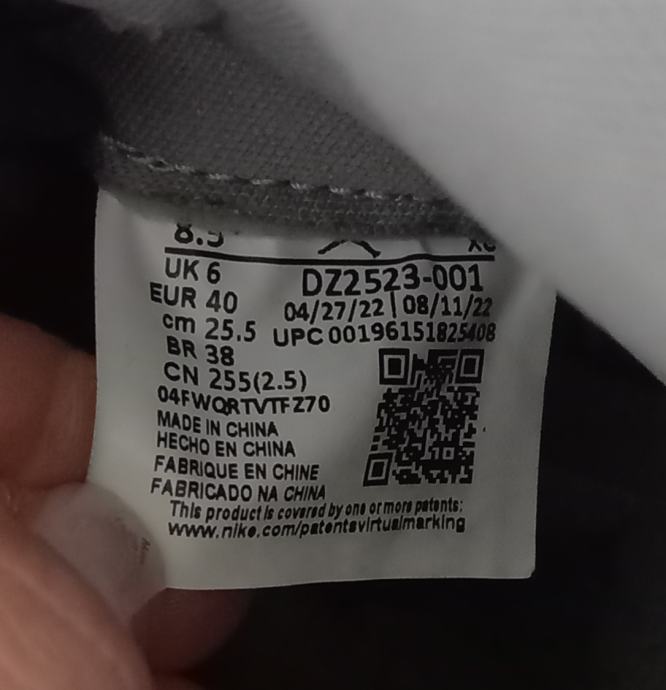 8.5
UK 6
EUR 40
cm 25.5
BR 38
CN 255(2.5)
04FWQRTVTFZ70
DZ2523-001
04/27/22 | 08/11/22
UPC 00196151825408
MADE IN CHINA
HECHO EN CHINA
FABRIQUE EN CHINE
FABRICADO NA CHINA
This product is covered by one or more patents:
www.nike.com/patentsvirtualmarking